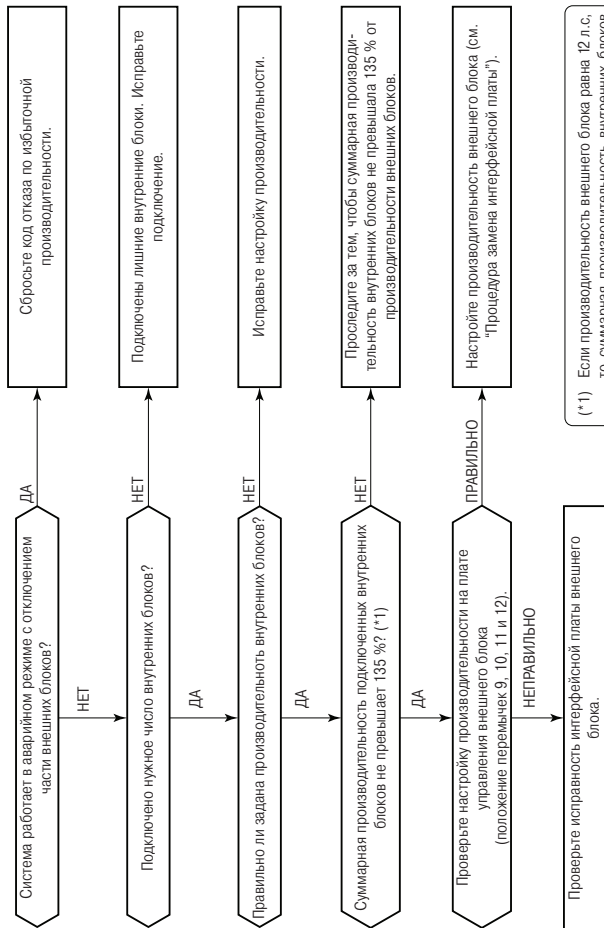 Система работает в аварийном режиме с отключением
части внешних блоков?
ДА
Сбросьте код отказа по избыточной
производительности.
НЕТ
Подключено нужное число внутренних блоков?
НЕТ
Подключены лишние внутренние блоки. Исправьте
подключение.
ДА
Правильно ли задана производительноть внутренних блоков?
НЕТ
Исправьте настройку производительности.
ДА
Суммарная производительность подключенных внутренних
блоков не превышает 135 %? (*1)
НЕТ
Проследите за тем, чтобы суммарная производи-
тельность внутренних блоков не превышала 135 % от
производительности внешних блоков.
ДА
Проверьте настройку производительности на плате
управления внешнего блока
(положение перемычек 9, 10, 11 и 12).
ПРАВИЛЬНО
Настройте производительность внешнего блока (см.
“Процедура замена интерфейсной платы”).
НЕПРАВИЛЬНО
Проверьте исправность интерфейсной платы внешнего
блока.
(*1) Если производительность внешнего блока равна 12 л.с,
то суммарная производительность внутренних блоков